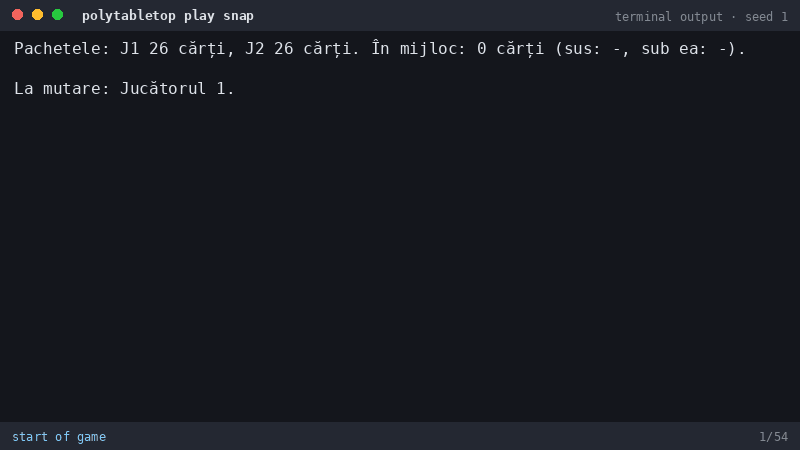 polytabletop play snap
terminal output · seed 1
Pachetele: J1 26 cărți, J2 26 cărți. În mijloc: 0 cărți (sus: -, sub ea: -).
La mutare: Jucătorul 1.
start of game
1/54